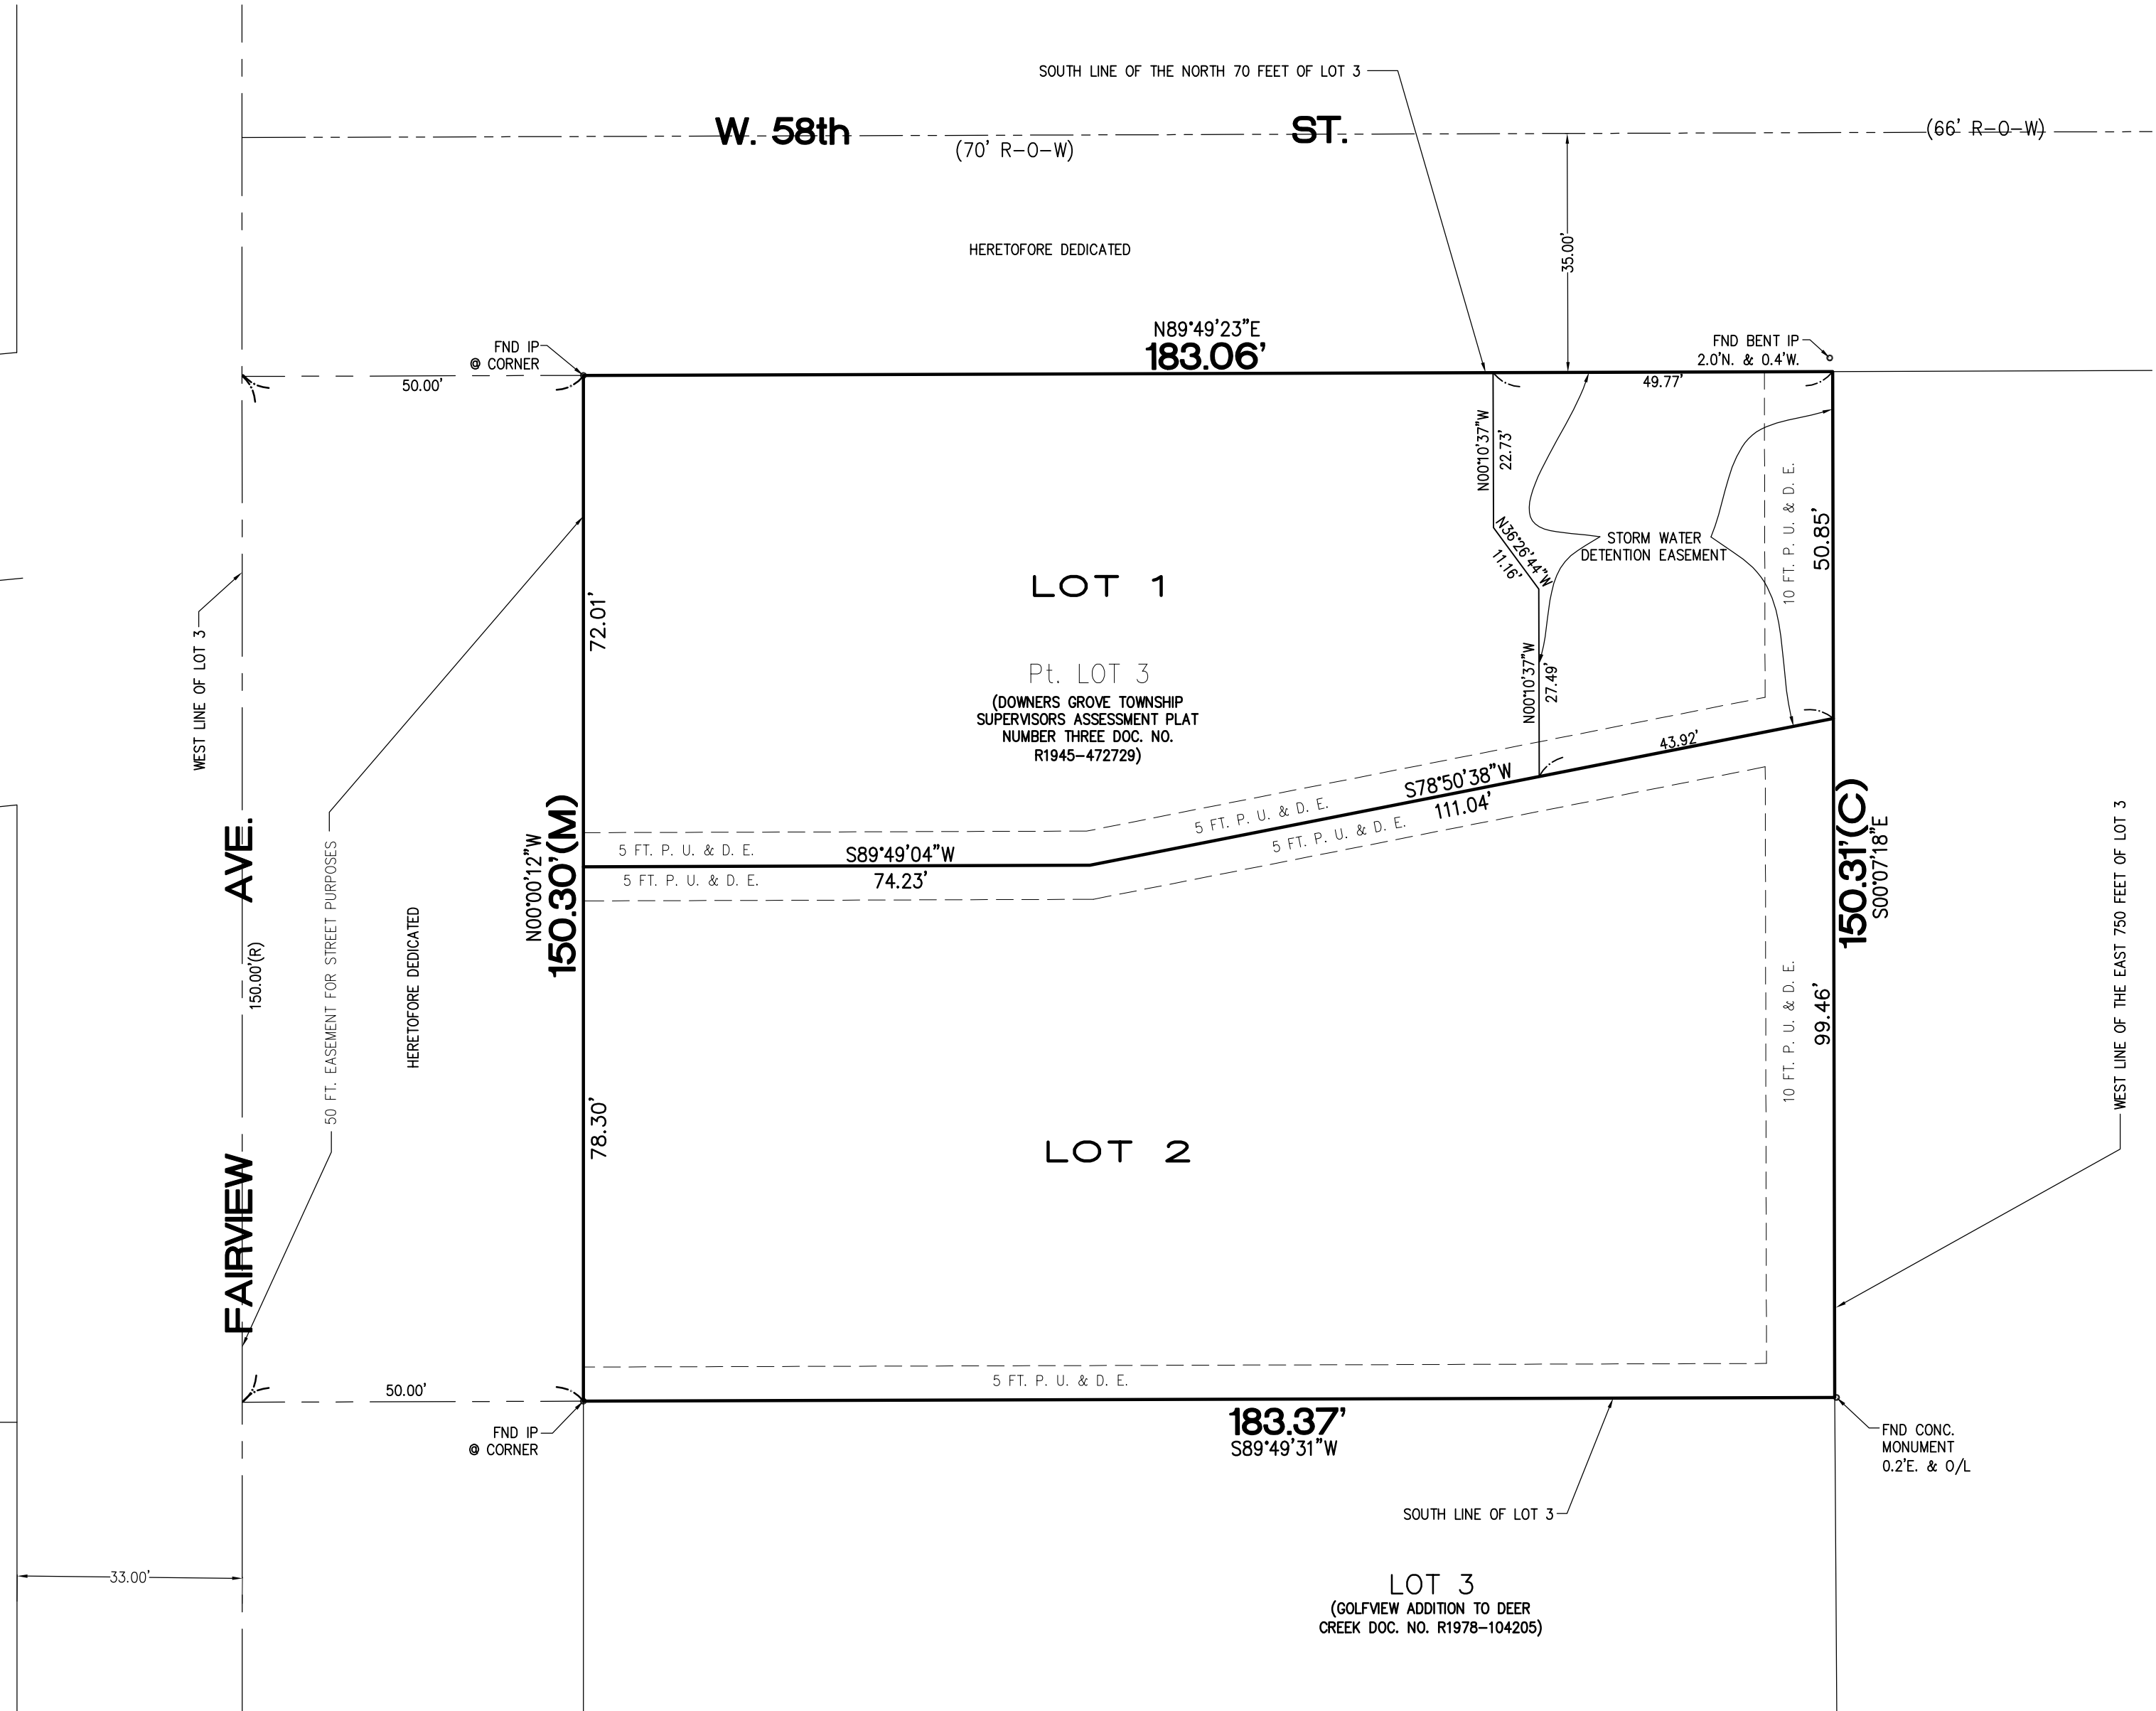 SOUTH LINE OF THE NORTH 70 FEET OF LOT 3
W. 58th ST.
(70' R-O-W)
(66' R-O-W)
35.00'
HERETOFORE DEDICATED
N89°49'23"E
183.06'
FND IP
@ CORNER
50.00'
FND BENT IP
2.0'N. & 0.4'W.
49.77'
N00°10'37"W
22.73'
N36°26'44"W
11.16'
N00°10'37"W
27.49'
STORM WATER
DETENTION EASEMENT
10 FT. P. U. & D. E.
50.85'
LOT 1
72.01'
Pt. LOT 3
(DOWNERS GROVE TOWNSHIP
SUPERVISORS ASSESSMENT PLAT
NUMBER THREE DOC. NO.
R1945-472729)
WEST LINE OF LOT 3
43.92'
S78°50'38"W
111.04'
5 FT. P. U. & D. E.
5 FT. P. U. & D. E.
5 FT. P. U. & D. E.
S89°49'04"W
5 FT. P. U. & D. E.
74.23'
FAIRVIEW AVE.
150.00'(R)
50 FT. EASEMENT FOR STREET PURPOSES
HERETOFORE DEDICATED
N00°00'12"W
150.30'(M)
150.31'(C)
S00°07'18"E
WEST LINE OF THE EAST 750 FEET OF LOT 3
10 FT. P. U. & D. E.
99.46'
78.30'
LOT 2
5 FT. P. U. & D. E.
50.00'
FND IP
@ CORNER
183.37'
S89°49'31"W
FND CONC.
MONUMENT
0.2'E. & O/L
SOUTH LINE OF LOT 3
33.00'
LOT 3
(GOLFVIEW ADDITION TO DEER
CREEK DOC. NO. R1978-104205)